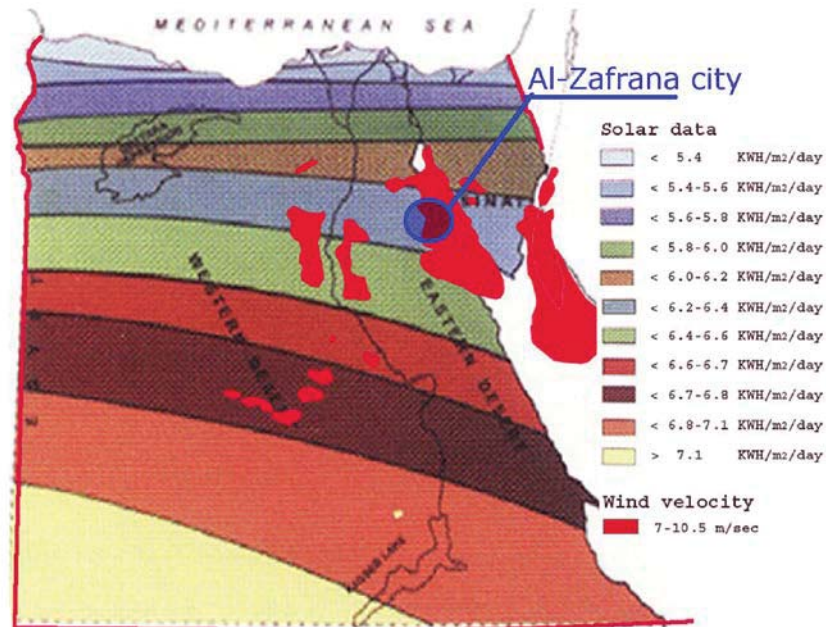 MEDITERRANEAN SEA
Al-Zafrana city
SINAI
WESTERN DESERT
EASTERN DESERT
EGYPT
NASSER LAKE
Solar data
< 5.4 KWH/m2/day
< 5.4-5.6 KWH/m2/day
< 5.6-5.8 KWH/m2/day
< 5.8-6.0 KWH/m2/day
< 6.0-6.2 KWH/m2/day
< 6.2-6.4 KWH/m2/day
< 6.4-6.6 KWH/m2/day
< 6.6-6.7 KWH/m2/day
< 6.7-6.8 KWH/m2/day
< 6.8-7.1 KWH/m2/day
> 7.1 KWH/m2/day
Wind velocity
7-10.5 m/sec